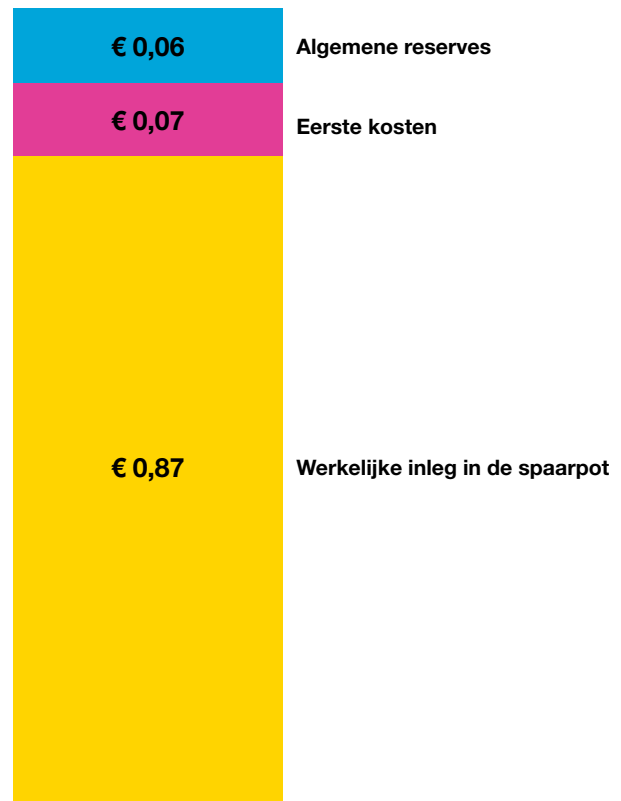 € 0,06 Algemene reserves
€ 0,07 Eerste kosten
€ 0,87 Werkelijke inleg in de spaarpot